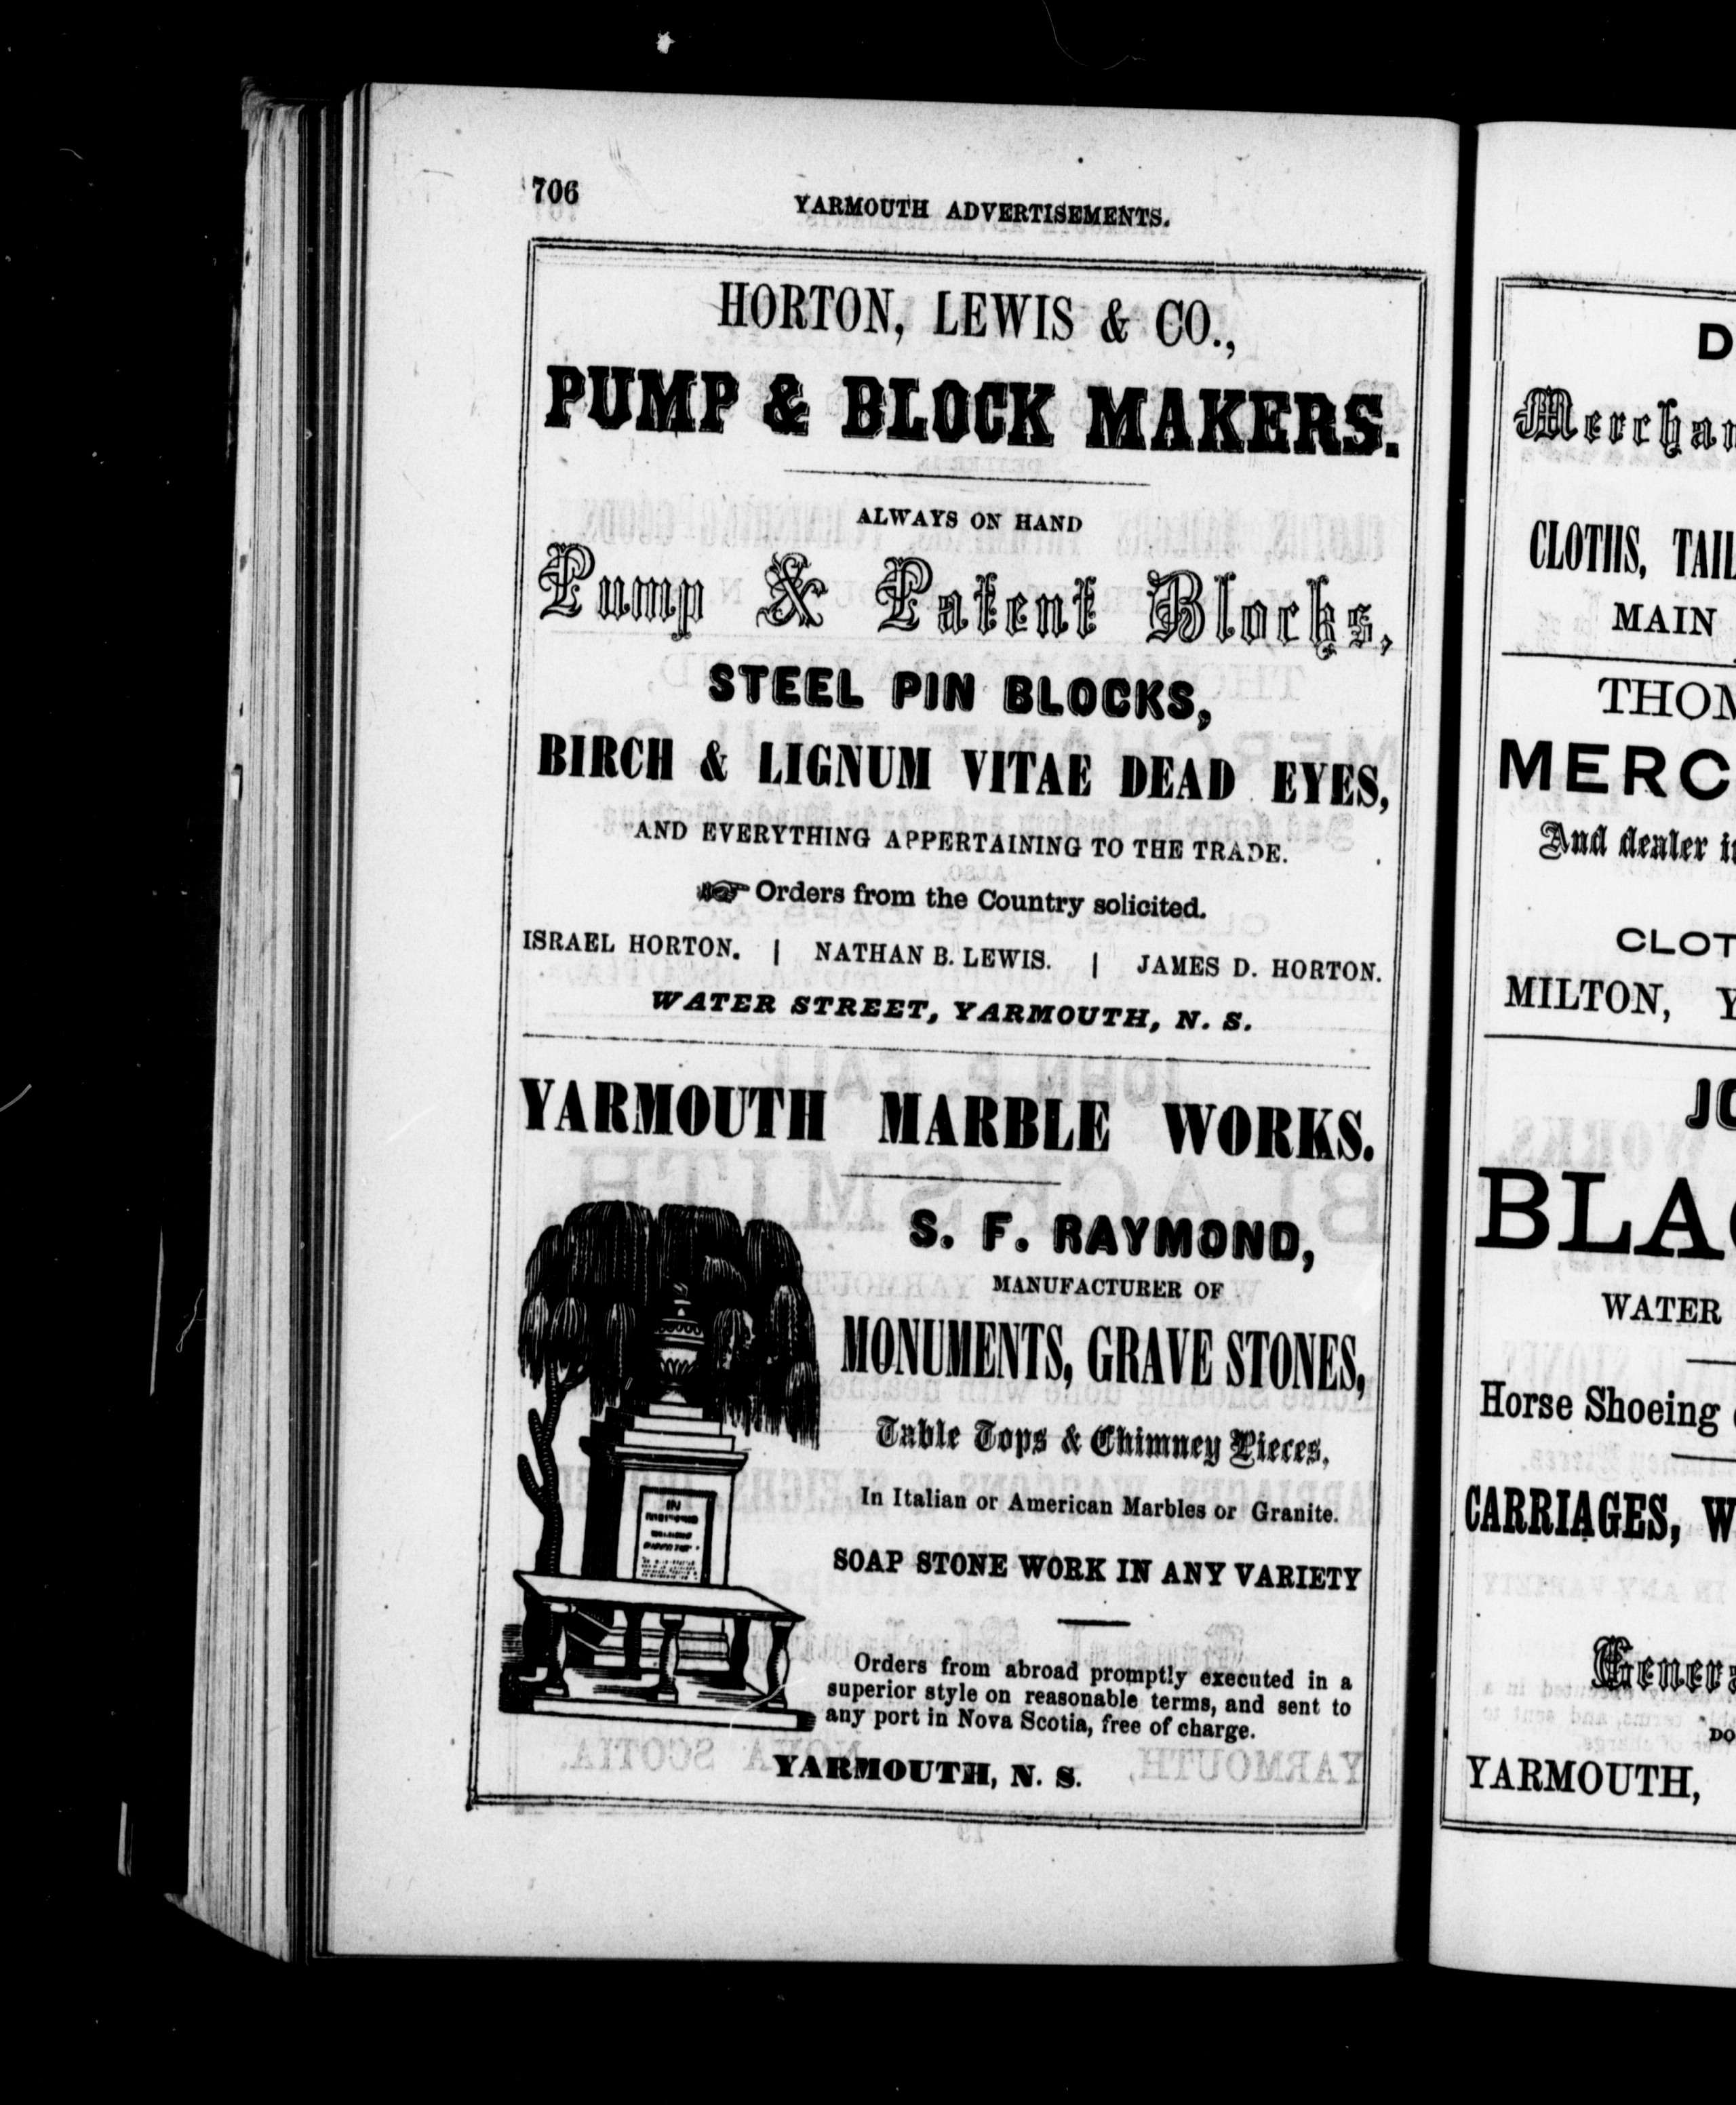 706
YARMOUTH ADVERTISEMENTS.
HORTON, LEWIS & CO.,
PUMP & BLOCK MAKERS.
ALWAYS ON HAND
Pump & Patent Blocks,
STEEL PIN BLOCKS,
BIRCH & LIGNUM VITAE DEAD EYES,
AND EVERYTHING APPERTAINING TO THE TRADE.
☞ Orders from the Country solicited.
ISRAEL HORTON. | NATHAN B. LEWIS. | JAMES D. HORTON.
WATER STREET, YARMOUTH, N. S.
YARMOUTH MARBLE WORKS.
S. F. RAYMOND,
MANUFACTURER OF
MONUMENTS, GRAVE STONES,
Table Tops & Chimney Pieces,
In Italian or American Marbles or Granite.
SOAP STONE WORK IN ANY VARIETY
IN
Orders from abroad promptly executed in a
superior style on reasonable terms, and sent to
any port in Nova Scotia, free of charge.
YARMOUTH, N. S.
D
Merchan
CLOTHS, TAIL
MAIN
THOM
MERC
And dealer i
CLOT
MILTON, Y
JO
BLAC
WATER
Horse Shoeing
CARRIAGES, W
Genera
DO
YARMOUTH,